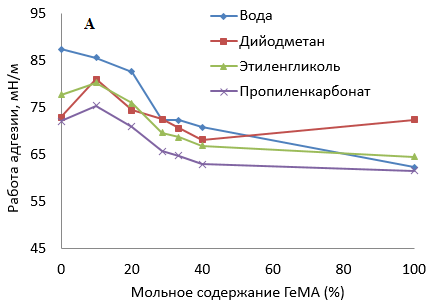 А
Вода
Дийодметан
Этиленгликоль
Пропиленкарбонат
Работа адгезии, мН/м
95
85
75
65
55
45
0
20
40
60
80
100
Мольное содержание ГеМА (%)